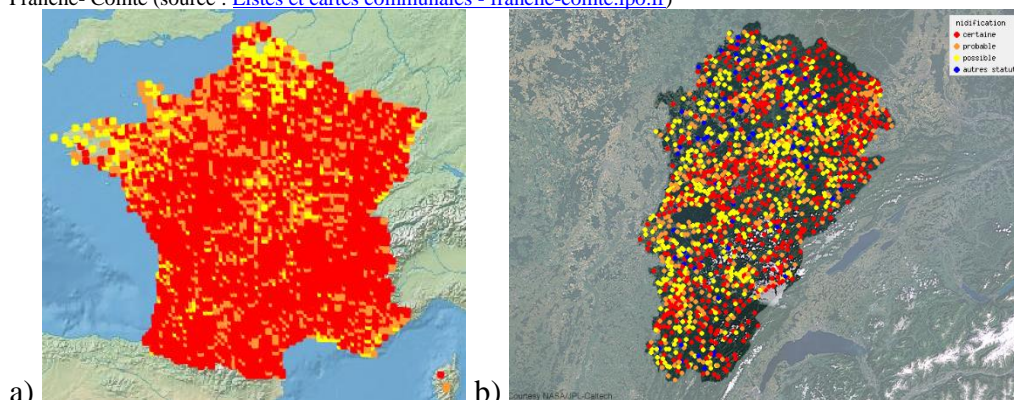 Franche- Comté (source : Listes et cartes communales - franche-comte.lpo.fr)
nidification
certaine
probable
possible
autres statut
a)
b)
Courtesy NASA/JPL-Caltech